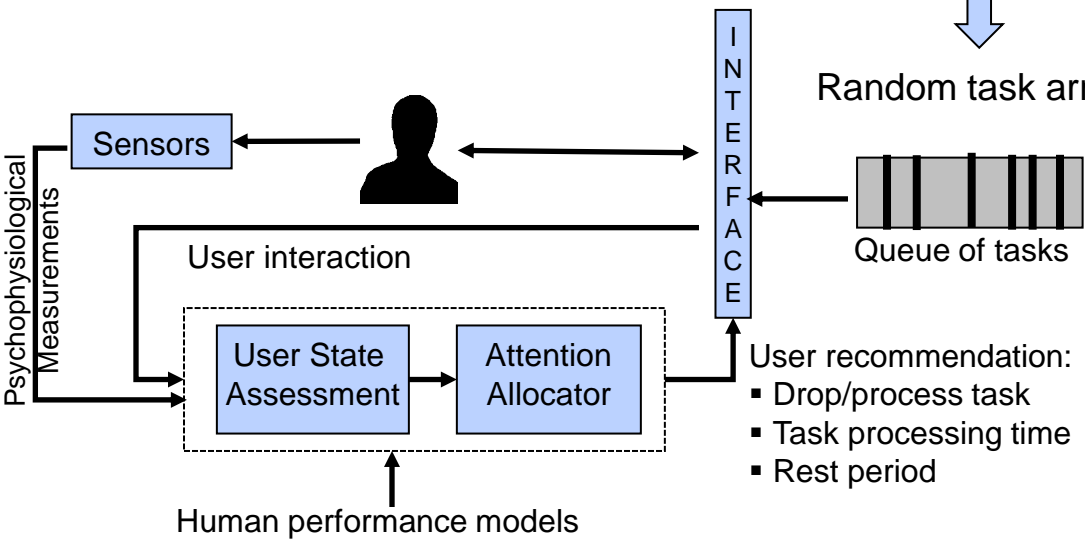 INTERFACE
Random task
Sensors
Psychophysiological
Measurements
User interaction
Queue of tasks
User State
Assessment
Attention
Allocator
User recommendation:
▪ Drop/process task
▪ Task processing time
▪ Rest period
Human performance models